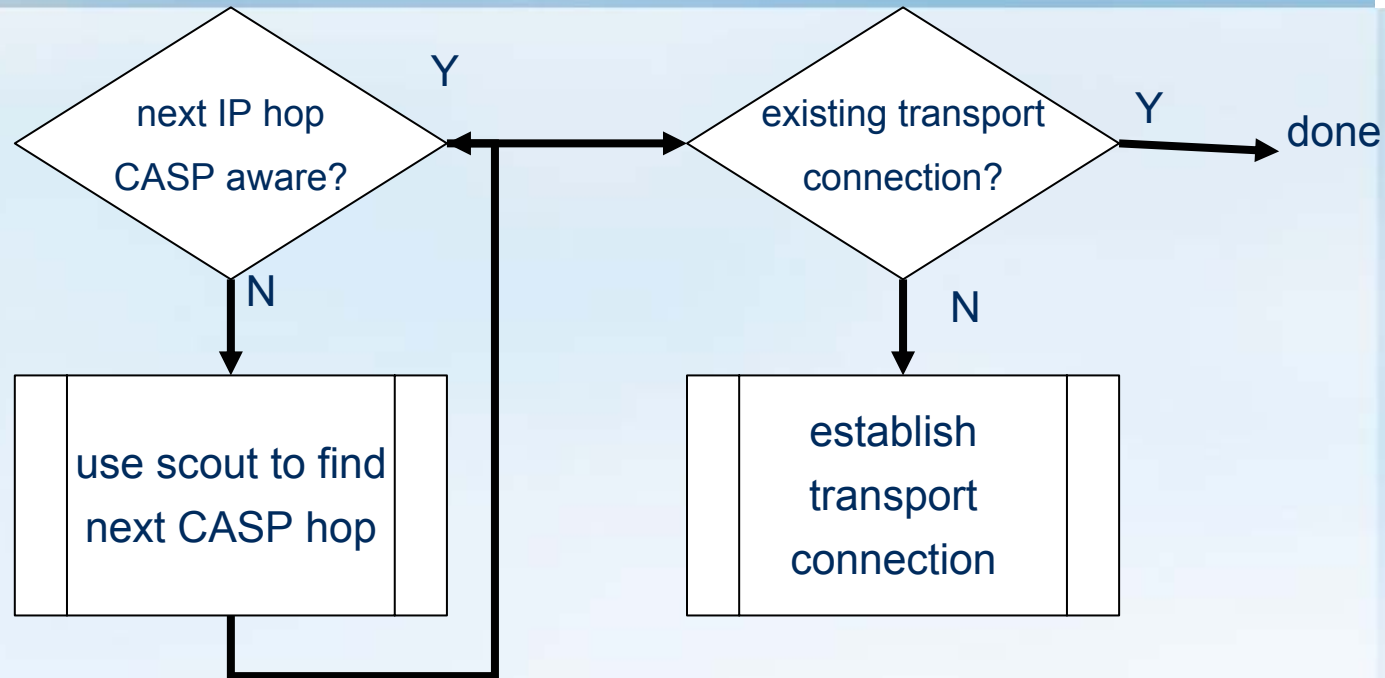 next IP hop
CASP aware?
Y
existing transport
connection?
Y
done
N
N
use scout to find
next CASP hop
establish
transport
connection